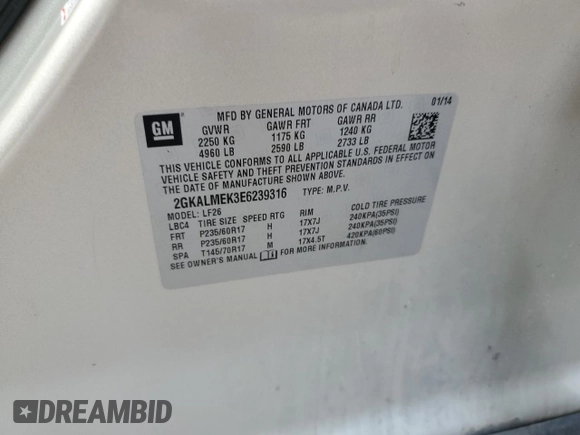 GM
MFD BY GENERAL MOTORS OF CANADA LTD. 01/14
GVWR GAWR FRT GAWR RR
2250 KG 1175 KG 1240 KG
4960 LB 2590 LB 2733 LB
THIS VEHICLE CONFORMS TO ALL APPLICABLE U.S. FEDERAL MOTOR
VEHICLE SAFETY AND THEFT PREVENTION STANDARDS IN EFFECT ON
THE DATE OF MANUFACTURE SHOWN ABOVE.
2GKALMEK3E6239316 TYPE: M.P.V.
MODEL: LF26
LBC4 TIRE SIZE SPEED RTG RIM COLD TIRE PRESSURE
FRT P235/60R17 H 17X7J 240KPA(35PSI)
RR P235/60R17 H 17X7J 240KPA(35PSI)
SPA T145/70R17 M 17X4.5T 420KPA(60PSI)
SEE OWNER'S MANUAL FOR MORE INFORMATION.
DREAMBID